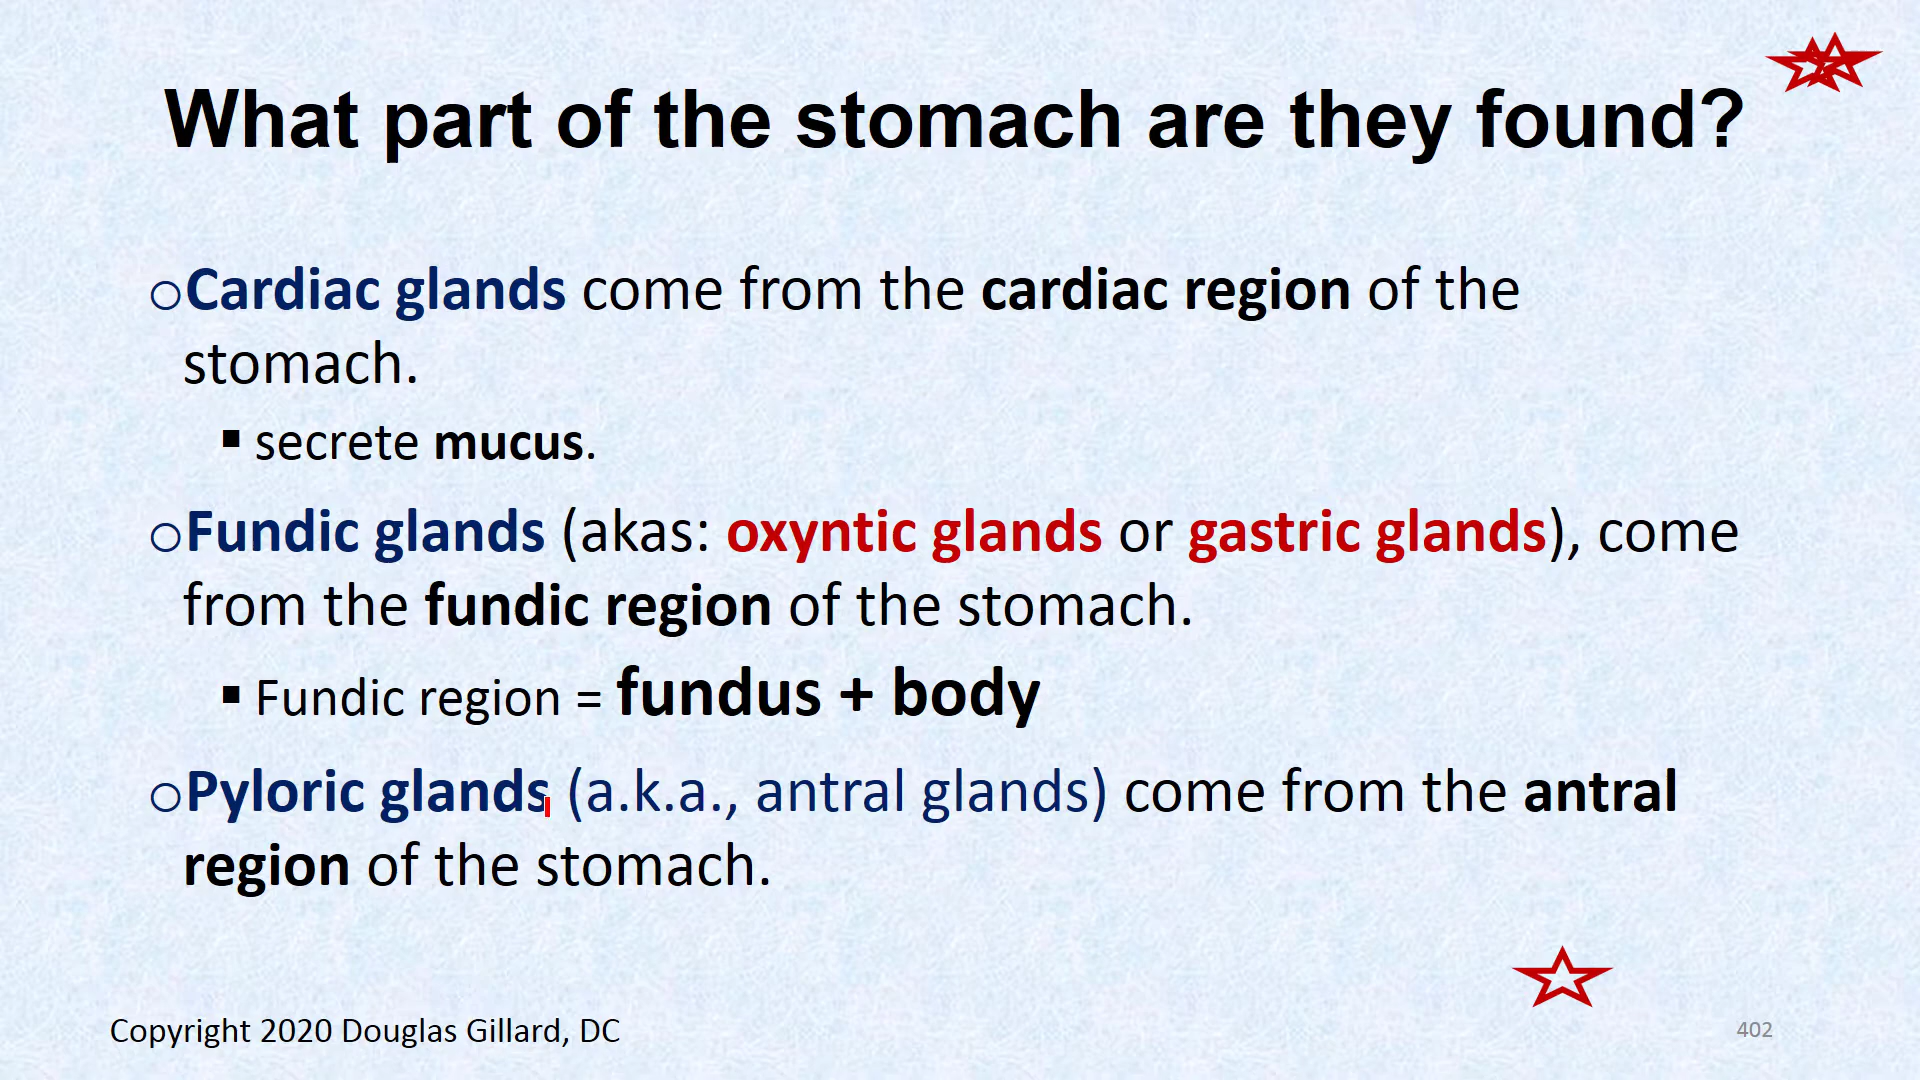 What part of the stomach are they found?
oCardiac glands come from the cardiac region of the
stomach.
▪ secrete mucus.
oFundic glands (akas: oxyntic glands or gastric glands), come
from the fundic region of the stomach.
▪ Fundic region = fundus + body
oPyloric glands (a.k.a., antral glands) come from the antral
region of the stomach.
Copyright 2020 Douglas Gillard, DC
402